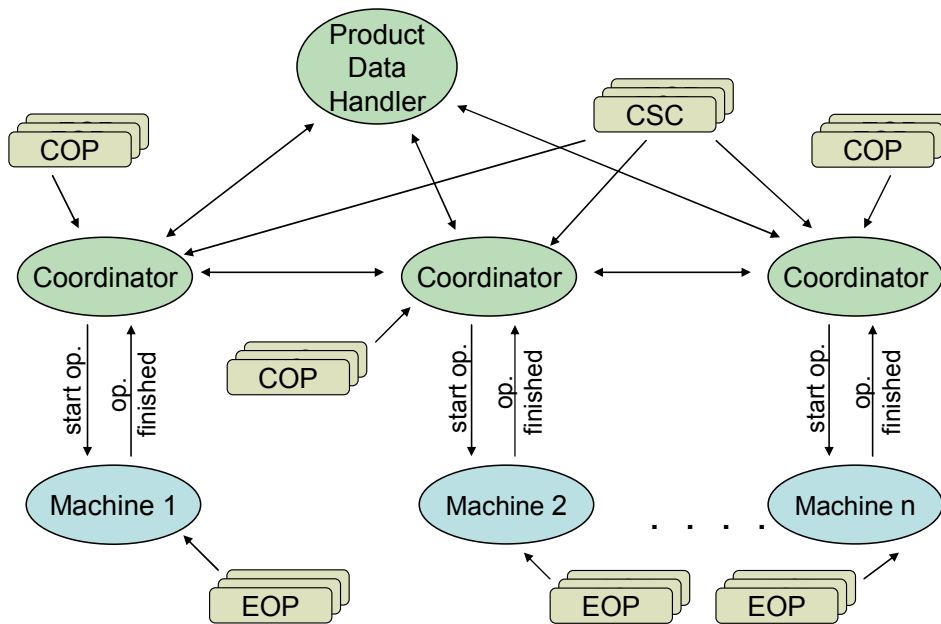 Product
Data
Handler
CSC
COP
COP
Coordinator
Coordinator
Coordinator
COP
start op.
op.
finished
start op.
op.
finished
start op.
op.
finished
Machine 1
Machine 2
. . . .
Machine n
EOP
EOP
EOP